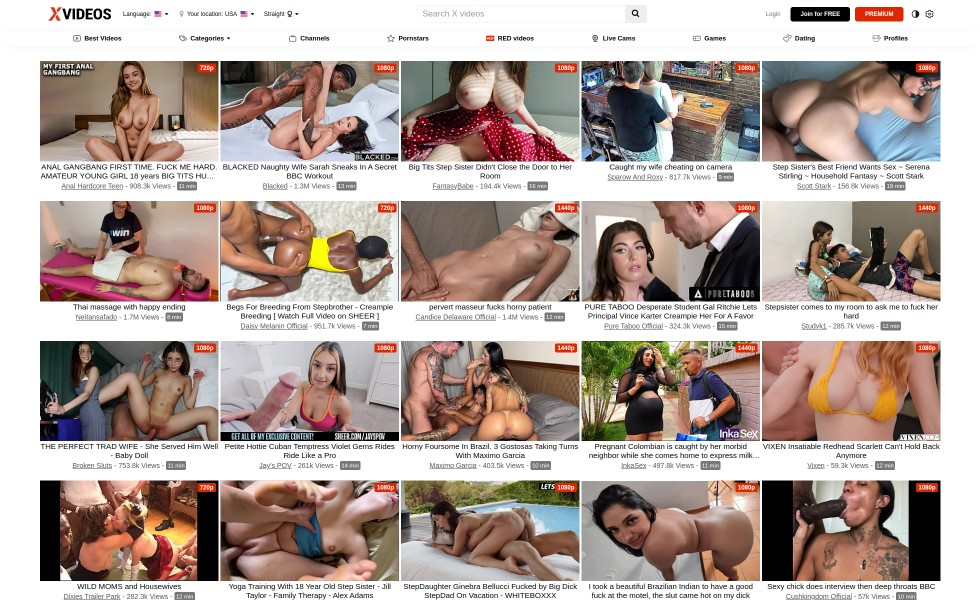 XVIDEOS
Language:
Your location: USA
Straight
Search X videos
Login
Join for FREE
PREMIUM
Best Videos
Categories
Channels
Pornstars
RED videos
Live Cams
Games
Dating
Profiles
MY FIRST ANAL
GANGBANG
720p
1080p
BLACKED
1080p
1080p
1080p
ANAL GANGBANG FIRST TIME. FUCK ME HARD.
AMATEUR YOUNG GIRL 18 years BIG TITS HU...
Anal Hardcore Teen - 908.3k Views - 11 min
BLACKED Naughty Wife Sarah Sneaks In A Secret
BBC Workout
Blacked - 1.3M Views - 13 min
Big Tits Step Sister Didn't Close the Door to Her
Room
FantasyBabe - 194.4k Views - 16 min
Caught my wife cheating on camera
Sparow And Roxy - 817.7k Views - 9 min
Step Sister's Best Friend Wants Sex ~ Serena
Stirling ~ Household Fantasy ~ Scott Stark
Scott Stark - 156.8k Views - 19 min
win
1080p
720p
1440p
1080p
PURETABOO
1440p
Thai massage with happy ending
Neitansafado - 1.7M Views - 8 min
Begs For Breeding From Stepbrother - Creampie
Breeding [ Watch Full Video on SHEER ]
Daisy Melanin Official - 951.7k Views - 7 min
pervert masseur fucks horny patient
Candice Delaware Official - 1.4M Views - 12 min
PURE TABOO Desperate Student Gal Ritchie Lets
Principal Vince Karter Creampie Her For A Favor
Pure Taboo Official - 324.3k Views - 15 min
Stepsister comes to my room to ask me to fuck her
hard
Studyk1 - 285.7k Views - 12 min
1080p
1080p
GET ALL OF MY EXCLUSIVE CONTENT! SHEER.COM/JAYSPOV
1440p
1440p
InkaSex
1080p
VIXEN
THE PERFECT TRAD WIFE - She Served Him Well
- Baby Doll
Broken Sluts - 753.8k Views - 11 min
Petite Hottie Cuban Temptress Violet Gems Rides
Ride Like a Pro
Jay's POV - 261k Views - 14 min
Horny Foursome In Brazil. 3 Gostosas Taking Turns
With Maximo Garcia
Maximo Garcia - 403.5k Views - 10 min
Pregnant Colombian is caught by her morbid
neighbor while she comes home to express milk...
InkaSex - 497.8k Views - 11 min
VIXEN Insatiable Redhead Scarlett Can't Hold Back
Anymore
Vixen - 59.3k Views - 12 min
720p
1080p
LETS
1080p
1080p
1080p
WILD MOMS and Housewives
Dixies Trailer Park - 282.3k Views - 12 min
Yoga Training With 18 Year Old Step Sister - Jill
Taylor - Family Therapy - Alex Adams
StepDaughter Ginebra Bellucci Fucked by Big Dick
StepDad On Vacation - WHITEBOXXX
I took a beautiful Brazilian Indian to have a good
fuck at the motel, the slut came hot on my dick
Sexy chick does interview then deep throats BBC
Cushkingdom Official - 57k Views - 10 min